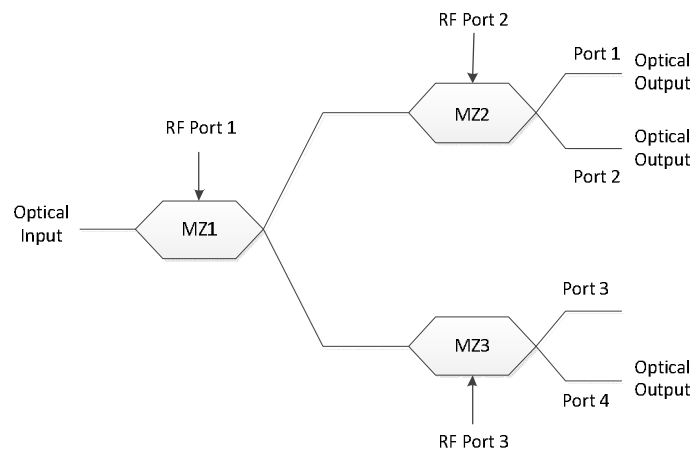 RF Port 2
Port 1
Optical
Output
MZ2
RF Port 1
Optical
Output
Port 2
Optical
Input
MZ1
Port 3
MZ3
Optical
Output
Port 4
RF Port 3